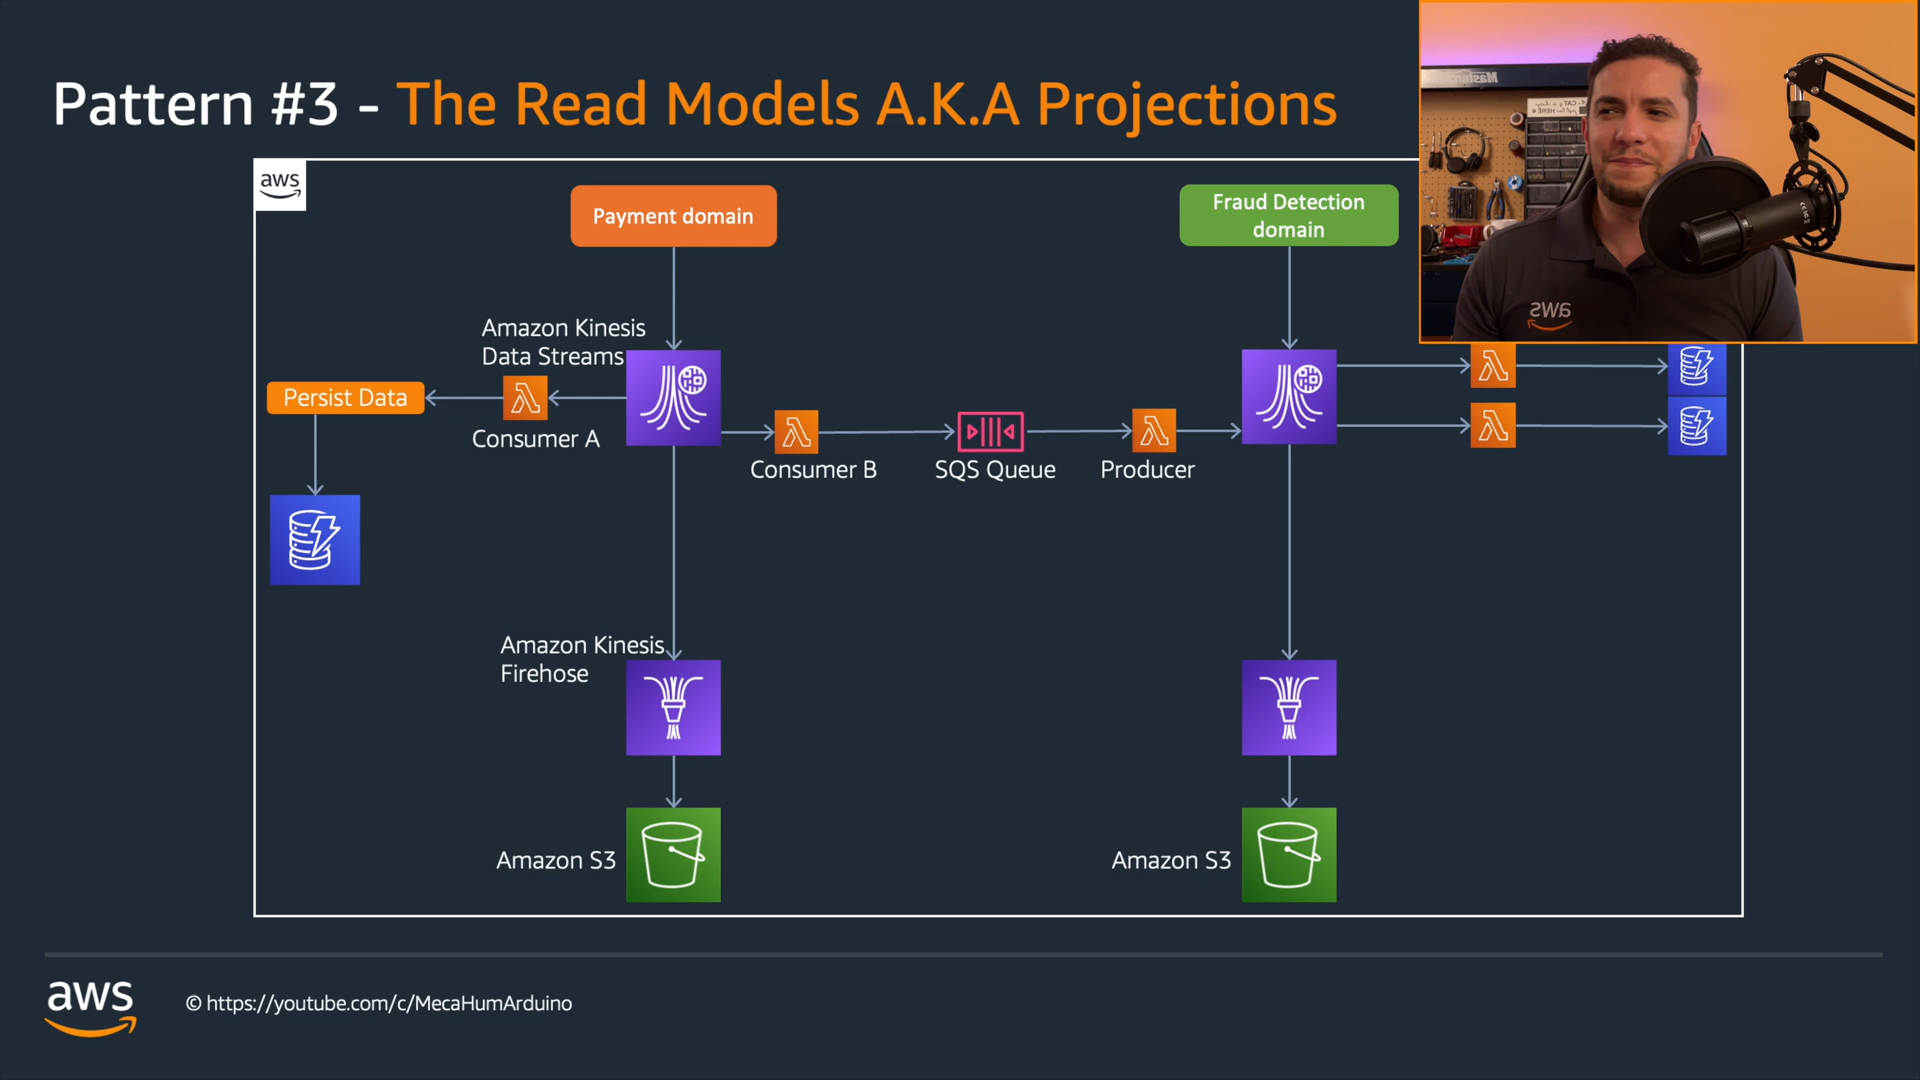 Pattern #3 - The Read Models A.K.A Projections
aws
Payment domain
Fraud Detection
domain
Amazon Kinesis
Data Streams
Persist Data
Consumer A
Consumer B
SQS Queue
Producer
Amazon Kinesis
Firehose
Amazon S3
Amazon S3
aws
© https://youtube.com/c/MecaHumArduino
aws